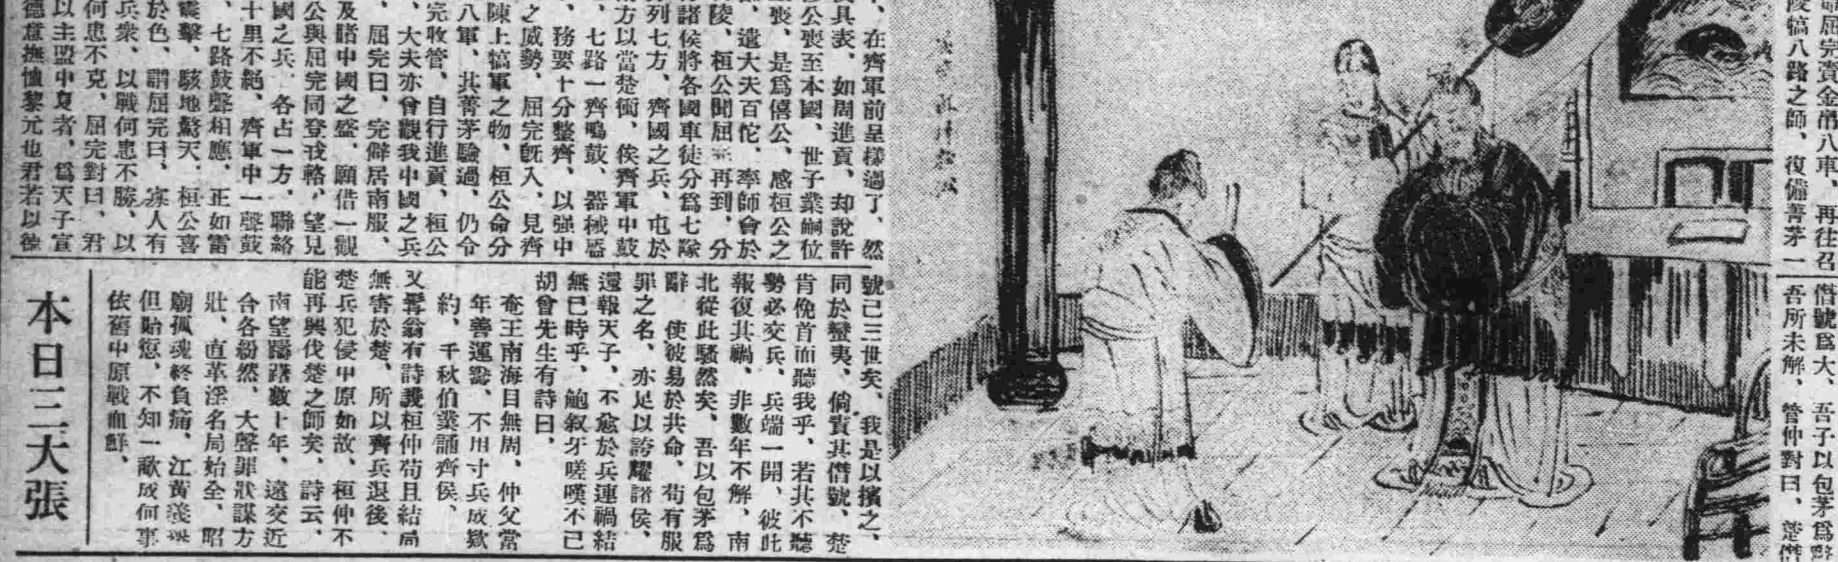 屈完賫金帛八車、再往召
陵犒八路之師、復備菁茅一
、在齊軍前呈樣過了、然
具表、如周進貢、却說許
公喪至本國、世子業嗣位
喪、是爲僖公、感桓公之
、遣大夫百佗、率師會於
陵、桓公聞屈完再到、分
諸侯將各國車徒分爲七隊
列七方、齊國之兵、屯於
南方以當楚衝、俟齊軍中鼓
、七路一齊鳴鼓、器械盔
、務要十分整齊、以强中
之威勢、屈完旣入、見齊
陳上犒軍之物、桓公命分
八軍、其菁茅驗過、仍令
完收管、自行進貢、桓公
、大夫亦曾觀我中國之兵
、屈完曰、完僻居南服、
及睹中國之盛、願借一觀
公與屈完同登戎輅、望見
國之兵、各占一方、聯絡
十里不絕、齊軍中一聲鼓
、七路鼓聲相應、正如雷
震擊、駭地驚天、桓公喜
於色、謂屈完曰、寡人有
兵衆、以戰何患不勝、以
何患不克、屈完對曰、君
以主盟中夏者、爲天子宣
德意撫恤黎元也君若以德
僣號爲大、吾子以包茅爲辭
吾所未解、管仲對曰、楚僣
號已三世矣、我是以擯之、
同於蠻夷、倘責其僣號、楚
肯俛首而聽我乎、若其不聽
勢必交兵、兵端一開、彼此
報復其禍、非數年不解、南
北從此騷然矣、吾以包茅爲
辭、使彼易於共命、苟有服
罪之名、亦足以誇耀諸侯、
還報天子、不愈於兵連禍結
無已時乎、鮑叙牙嗟嘆不已
胡曾先生有詩曰、
奄王南海目無周、仲父當
年善運籌、不用寸兵成欵
約、千秋伯業誦齊侯、
又髯翁有詩譏桓仲苟且結局
無害於楚、所以齊兵退後、
楚兵犯侵中原如故、桓仲不
能再興伐楚之師矣、詩云、
南望躊躇數十年、遠交近
合各紛然、大聲罪狀謀方
壯、直革淫名局始全、昭
廟孤魂終負痛、江黃義舉
但貽愆、不知一歃成何事
依舊中原戰血鮮、
本日三大張